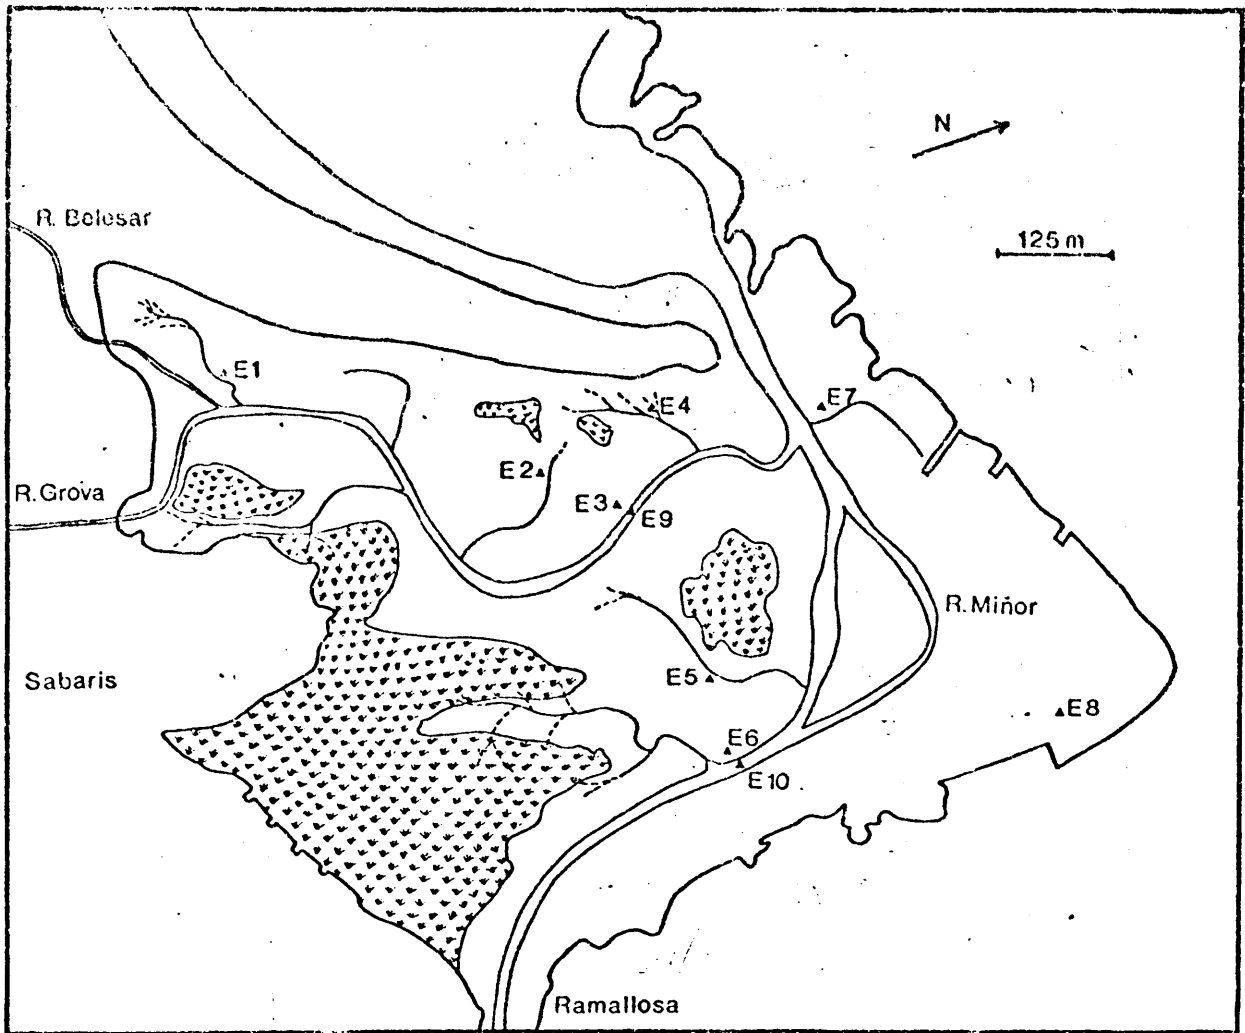 N
125 m
R. Belesar
E1
E4
E7
E2
R. Grova
E3
E9
R. Miñor
Sabaris
E5
E8
E6
E10
Ramallosa